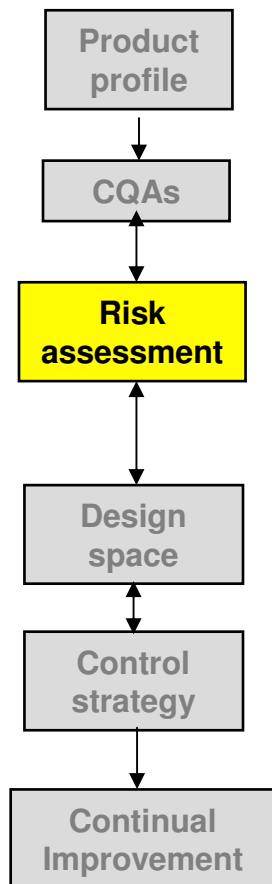 Product
profile
CQAs
Risk
assessment
Design
space
Control
strategy
Continual
Improvement